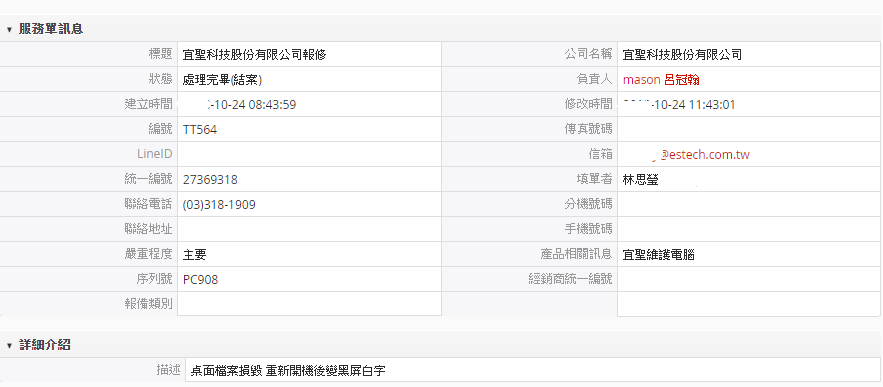 ▾ 服務單訊息
標題 宜聖科技股份有限公司報修 公司名稱 宜聖科技股份有限公司
狀態 處理完畢(結案) 負責人 mason 呂冠翰
建立時間 -10-24 08:43:59 修改時間 -10-24 11:43:01
編號 TT564 傳真號碼
LineID 信箱 @estech.com.tw
統一編號 27369318 填單者 林思瑩
聯絡電話 (03)318-1909 分機號碼
聯絡地址 手機號碼
嚴重程度 主要 產品相關訊息 宜聖維護電腦
序列號 PC908 經銷商統一編號
報備類別
▾ 詳細介紹
描述 桌面檔案損毀 重新開機後變黑屏白字